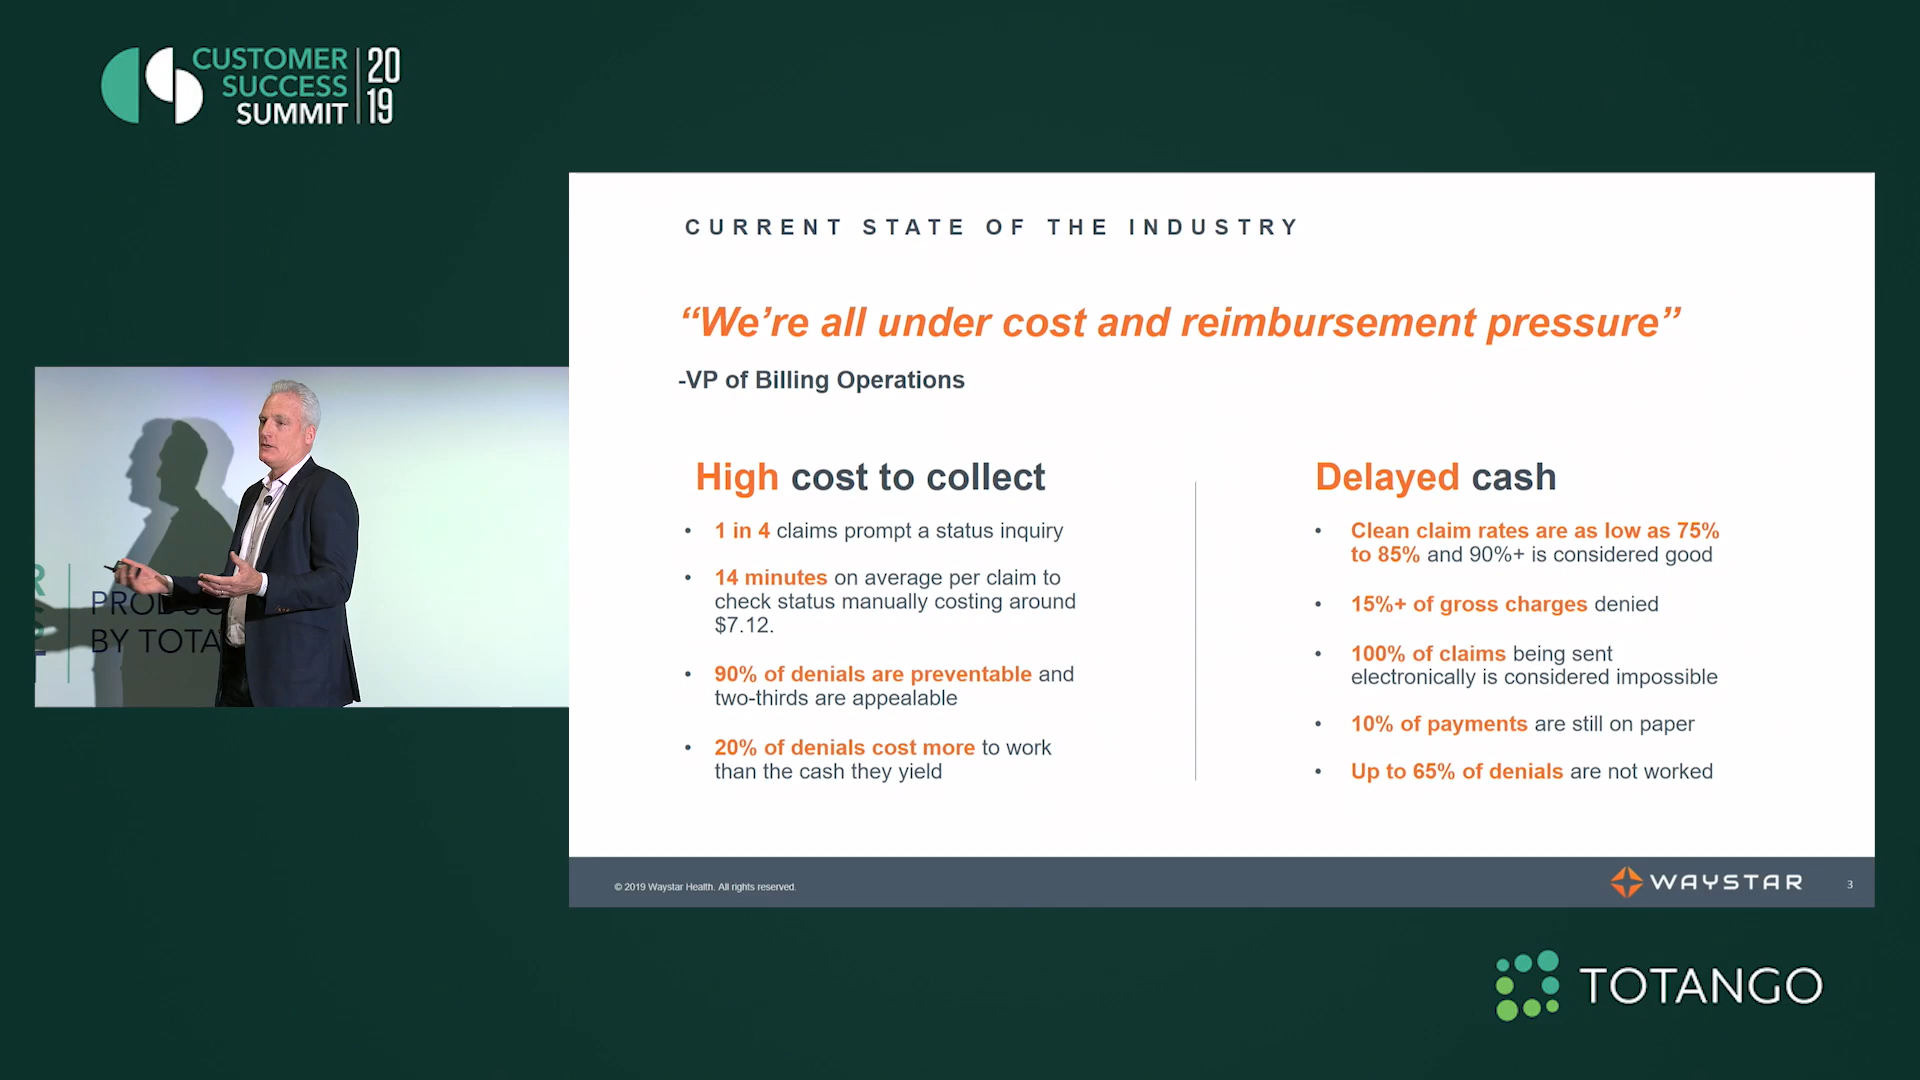 CUSTOMER
SUCCESS
SUMMIT
20
19
CURRENT STATE OF THE INDUSTRY
“We’re all under cost and reimbursement pressure”
-VP of Billing Operations
High cost to collect
• 1 in 4 claims prompt a status inquiry
• 14 minutes on average per claim to
check status manually costing around
$7.12.
• 90% of denials are preventable and
two-thirds are appealable
• 20% of denials cost more to work
than the cash they yield
Delayed cash
• Clean claim rates are as low as 75%
to 85% and 90%+ is considered good
• 15%+ of gross charges denied
• 100% of claims being sent
electronically is considered impossible
• 10% of payments are still on paper
• Up to 65% of denials are not worked
© 2019 Waystar Health. All rights reserved.
WAYSTAR
3
BY
TOTANGO